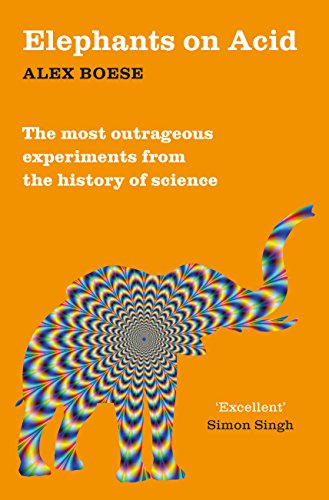 Elephants on Acid
ALEX BOESE
The most outrageous
experiments from
the history of science
‘Excellent’
Simon Singh